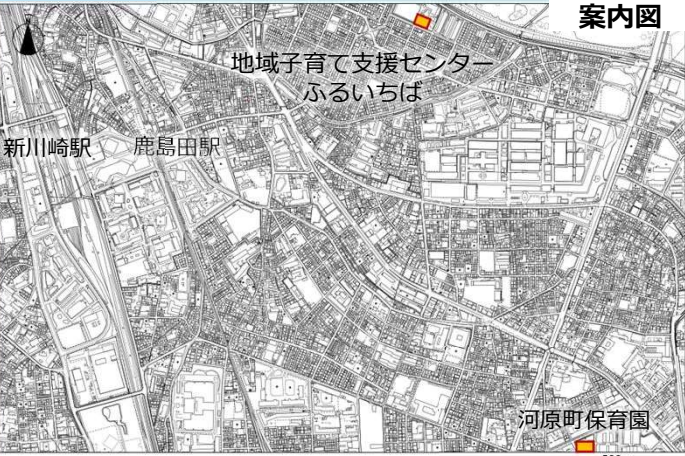 案内図
地域子育て支援センター
ふるいちば
新川崎駅
鹿島田駅
河原町保育園